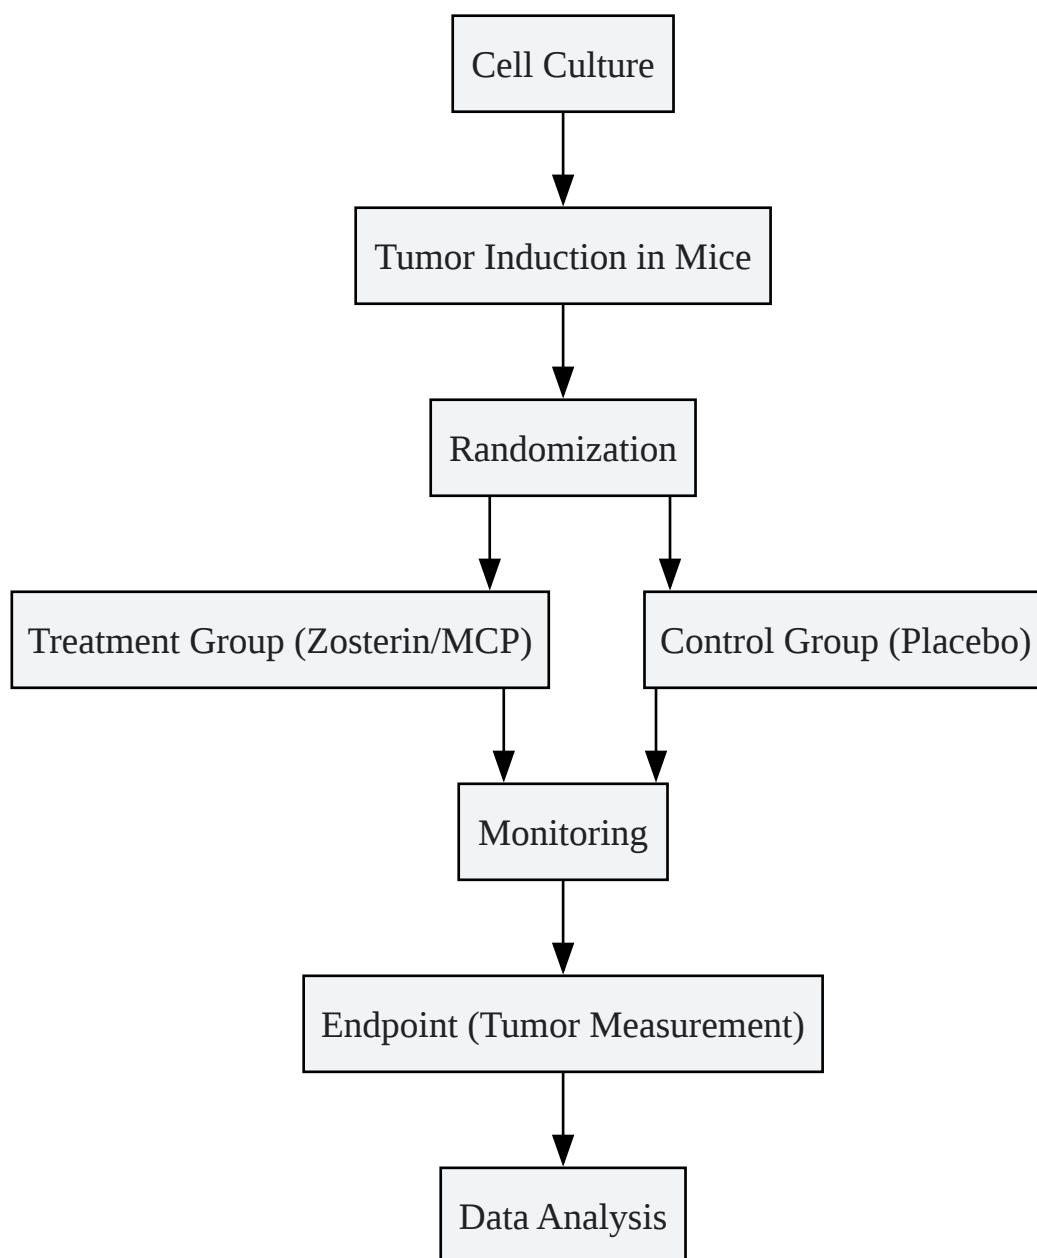 Cell Culture
Tumor Induction in Mice
Randomization
Treatment Group (Zosterin/MCP)
Control Group (Placebo)
Monitoring
Endpoint (Tumor Measurement)
Data Analysis